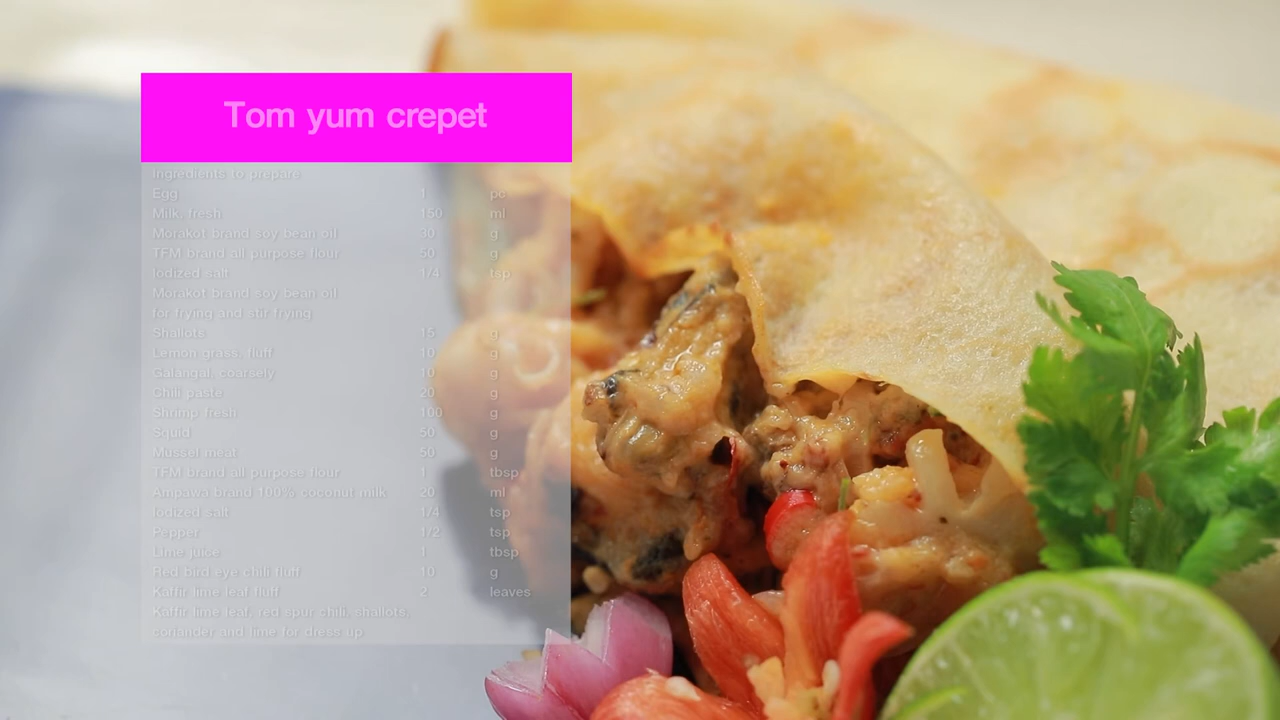 Tom yum crepet
Ingredients to prepare
Egg 1 pc
Milk, fresh 150 ml
Morakot brand soy bean oil 30 g
TFM brand all purpose flour 50 g
Iodized salt 1/4 tsp
Morakot brand soy bean oil
for frying and stir frying
Shallots 15 g
Lemon grass, fluff 10 g
Galangal, coarsely 10 g
Chili paste 20 g
Shrimp fresh 100 g
Squid 50 g
Mussel meat 50 g
TFM brand all purpose flour 1 tbsp
Ampawa brand 100% coconut milk 20 ml
Iodized salt 1/4 tsp
Pepper 1/2 tsp
Lime juice 1 tbsp
Red bird eye chili fluff 10 g
Kaffir lime leaf fluff 2 leaves
Kaffir lime leaf, red spur chili, shallots,
coriander and lime for dress up